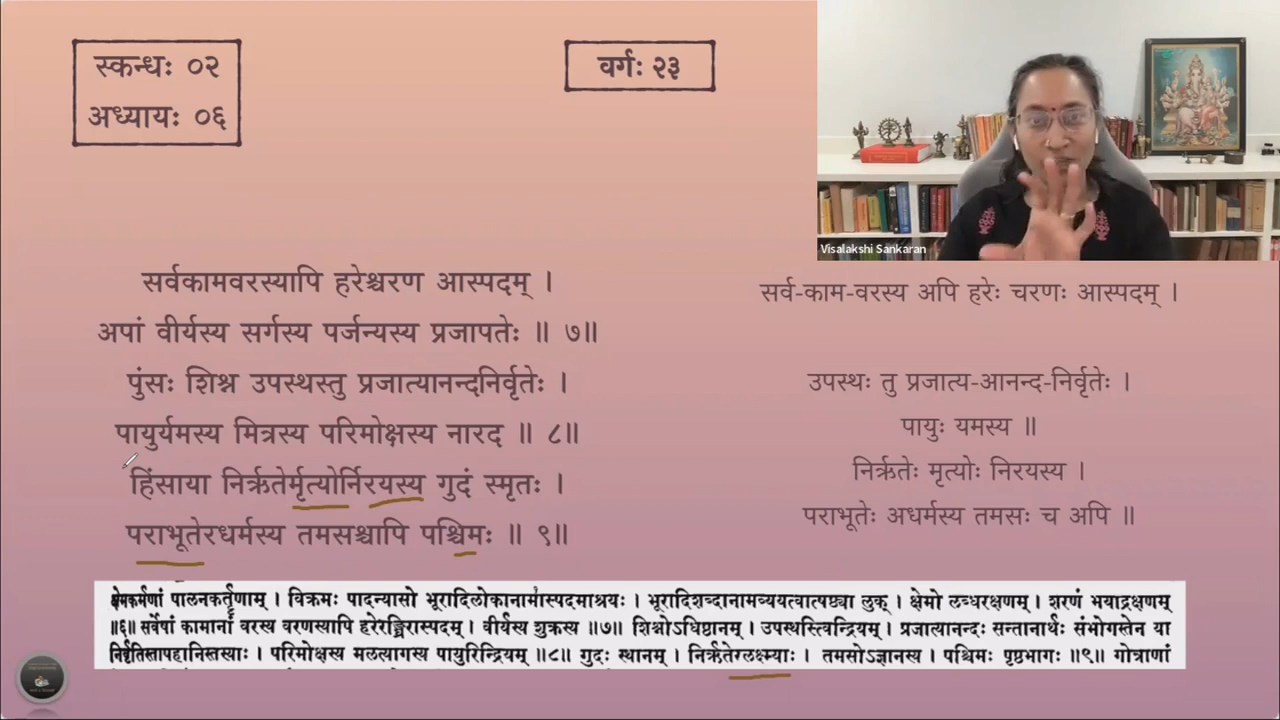 स्कन्धः ०२
अध्यायः ०६
वर्गः २३
Visalakshi Sankaran
सर्वकामवरस्यापि हरेश्चरण आस्पदम् ।
अपां वीर्यस्य सर्गस्य पर्जन्यस्य प्रजापतेः ॥ ७॥
पुंसः शिश्न उपस्थस्तु प्रजात्यानन्दनिर्वृतेः ।
पायुर्यमस्य मित्रस्य परिमोक्षस्य नारद ॥ ८॥
हिंसाया निरृतेर्मृत्योर्निरयस्य गुदं स्मृतः ।
पराभूतेरधर्मस्य तमसश्चापि पश्चिमः ॥ ९॥
सर्व-काम-वरस्य अपि हरेः चरणः आस्पदम् ।
उपस्थः तु प्रजात्य-आनन्द-निर्वृतेः ।
पायुः यमस्य ॥
निरृतेः मृत्योः निरयस्य ।
पराभूतेः अधर्मस्य तमसः च अपि ॥
क्षेमकर्मणां पालनकर्तॄणाम् । विक्रमः पादन्यासो भूरादिलोकानामास्पदमाश्रयः । भूरादिशब्दानामव्ययत्वात्षष्ठ्या लुक् । क्षेमो लब्धरक्षणम् । शरणं भयाद्रक्षणम्
॥६॥ सर्वेषां कामानां वरस्य वरणस्यापि हरेरङ्घ्रिरास्पदम् । वीर्यस्य शुक्रस्य ॥७॥ शिश्नोऽधिष्ठानम् । उपस्थस्त्विन्द्रियम् । प्रजात्यानन्दः सन्तानार्थः संभोगस्तेन या
निर्वृतिस्तापहानिस्तस्याः । परिमोक्षस्य मलत्यागस्य पायुरिन्द्रियम् ॥८॥ गुदः स्थानम् । निरृतेरलक्ष्म्याः । तमसोऽज्ञानस्य । पश्चिमः पृष्ठभागः ॥९॥ गोत्राणां